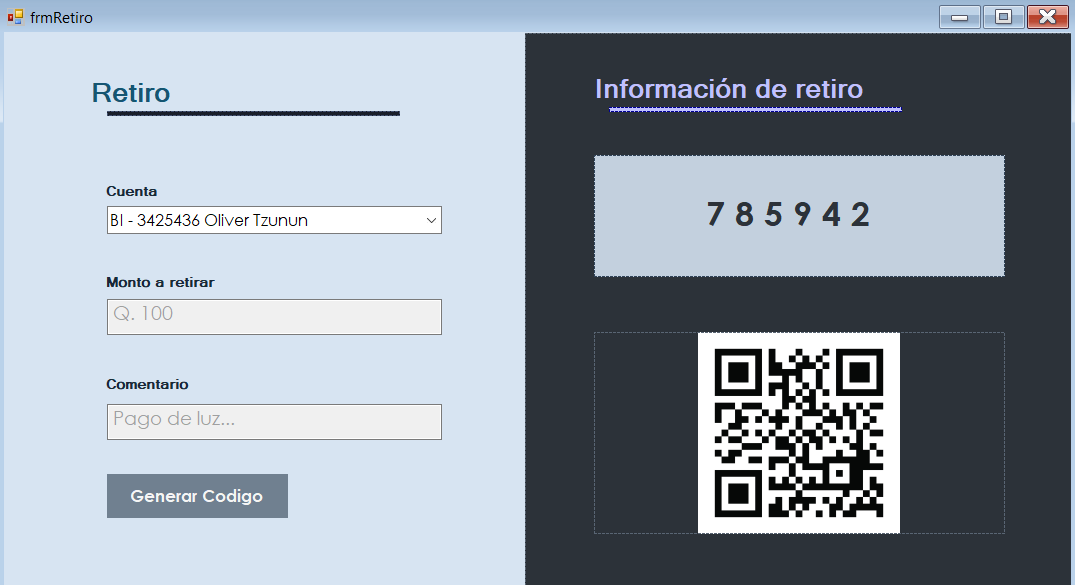 frmRetiro
Retiro
Cuenta
BI - 3425436 Oliver Tzunun
Monto a retirar
Q. 100
Comentario
Pago de luz...
Generar Codigo
Información de retiro
7 8 5 9 4 2